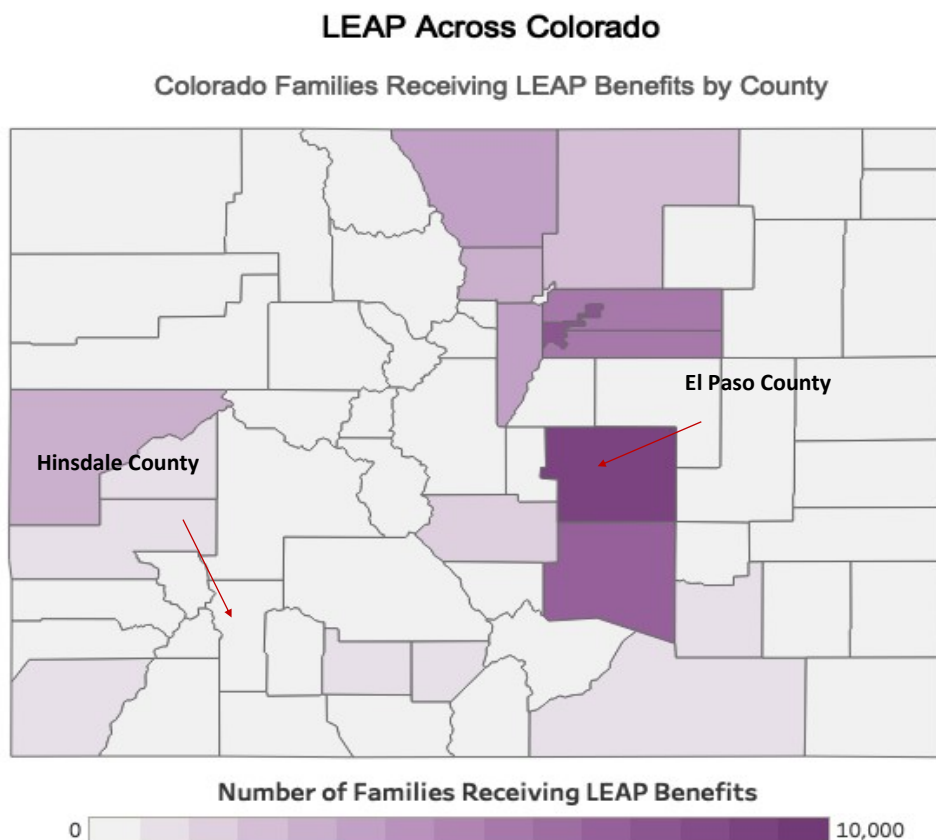 LEAP Across Colorado
Colorado Families Receiving LEAP Benefits by County
El Paso County
Hinsdale County
Number of Families Receiving LEAP Benefits
0
10,000